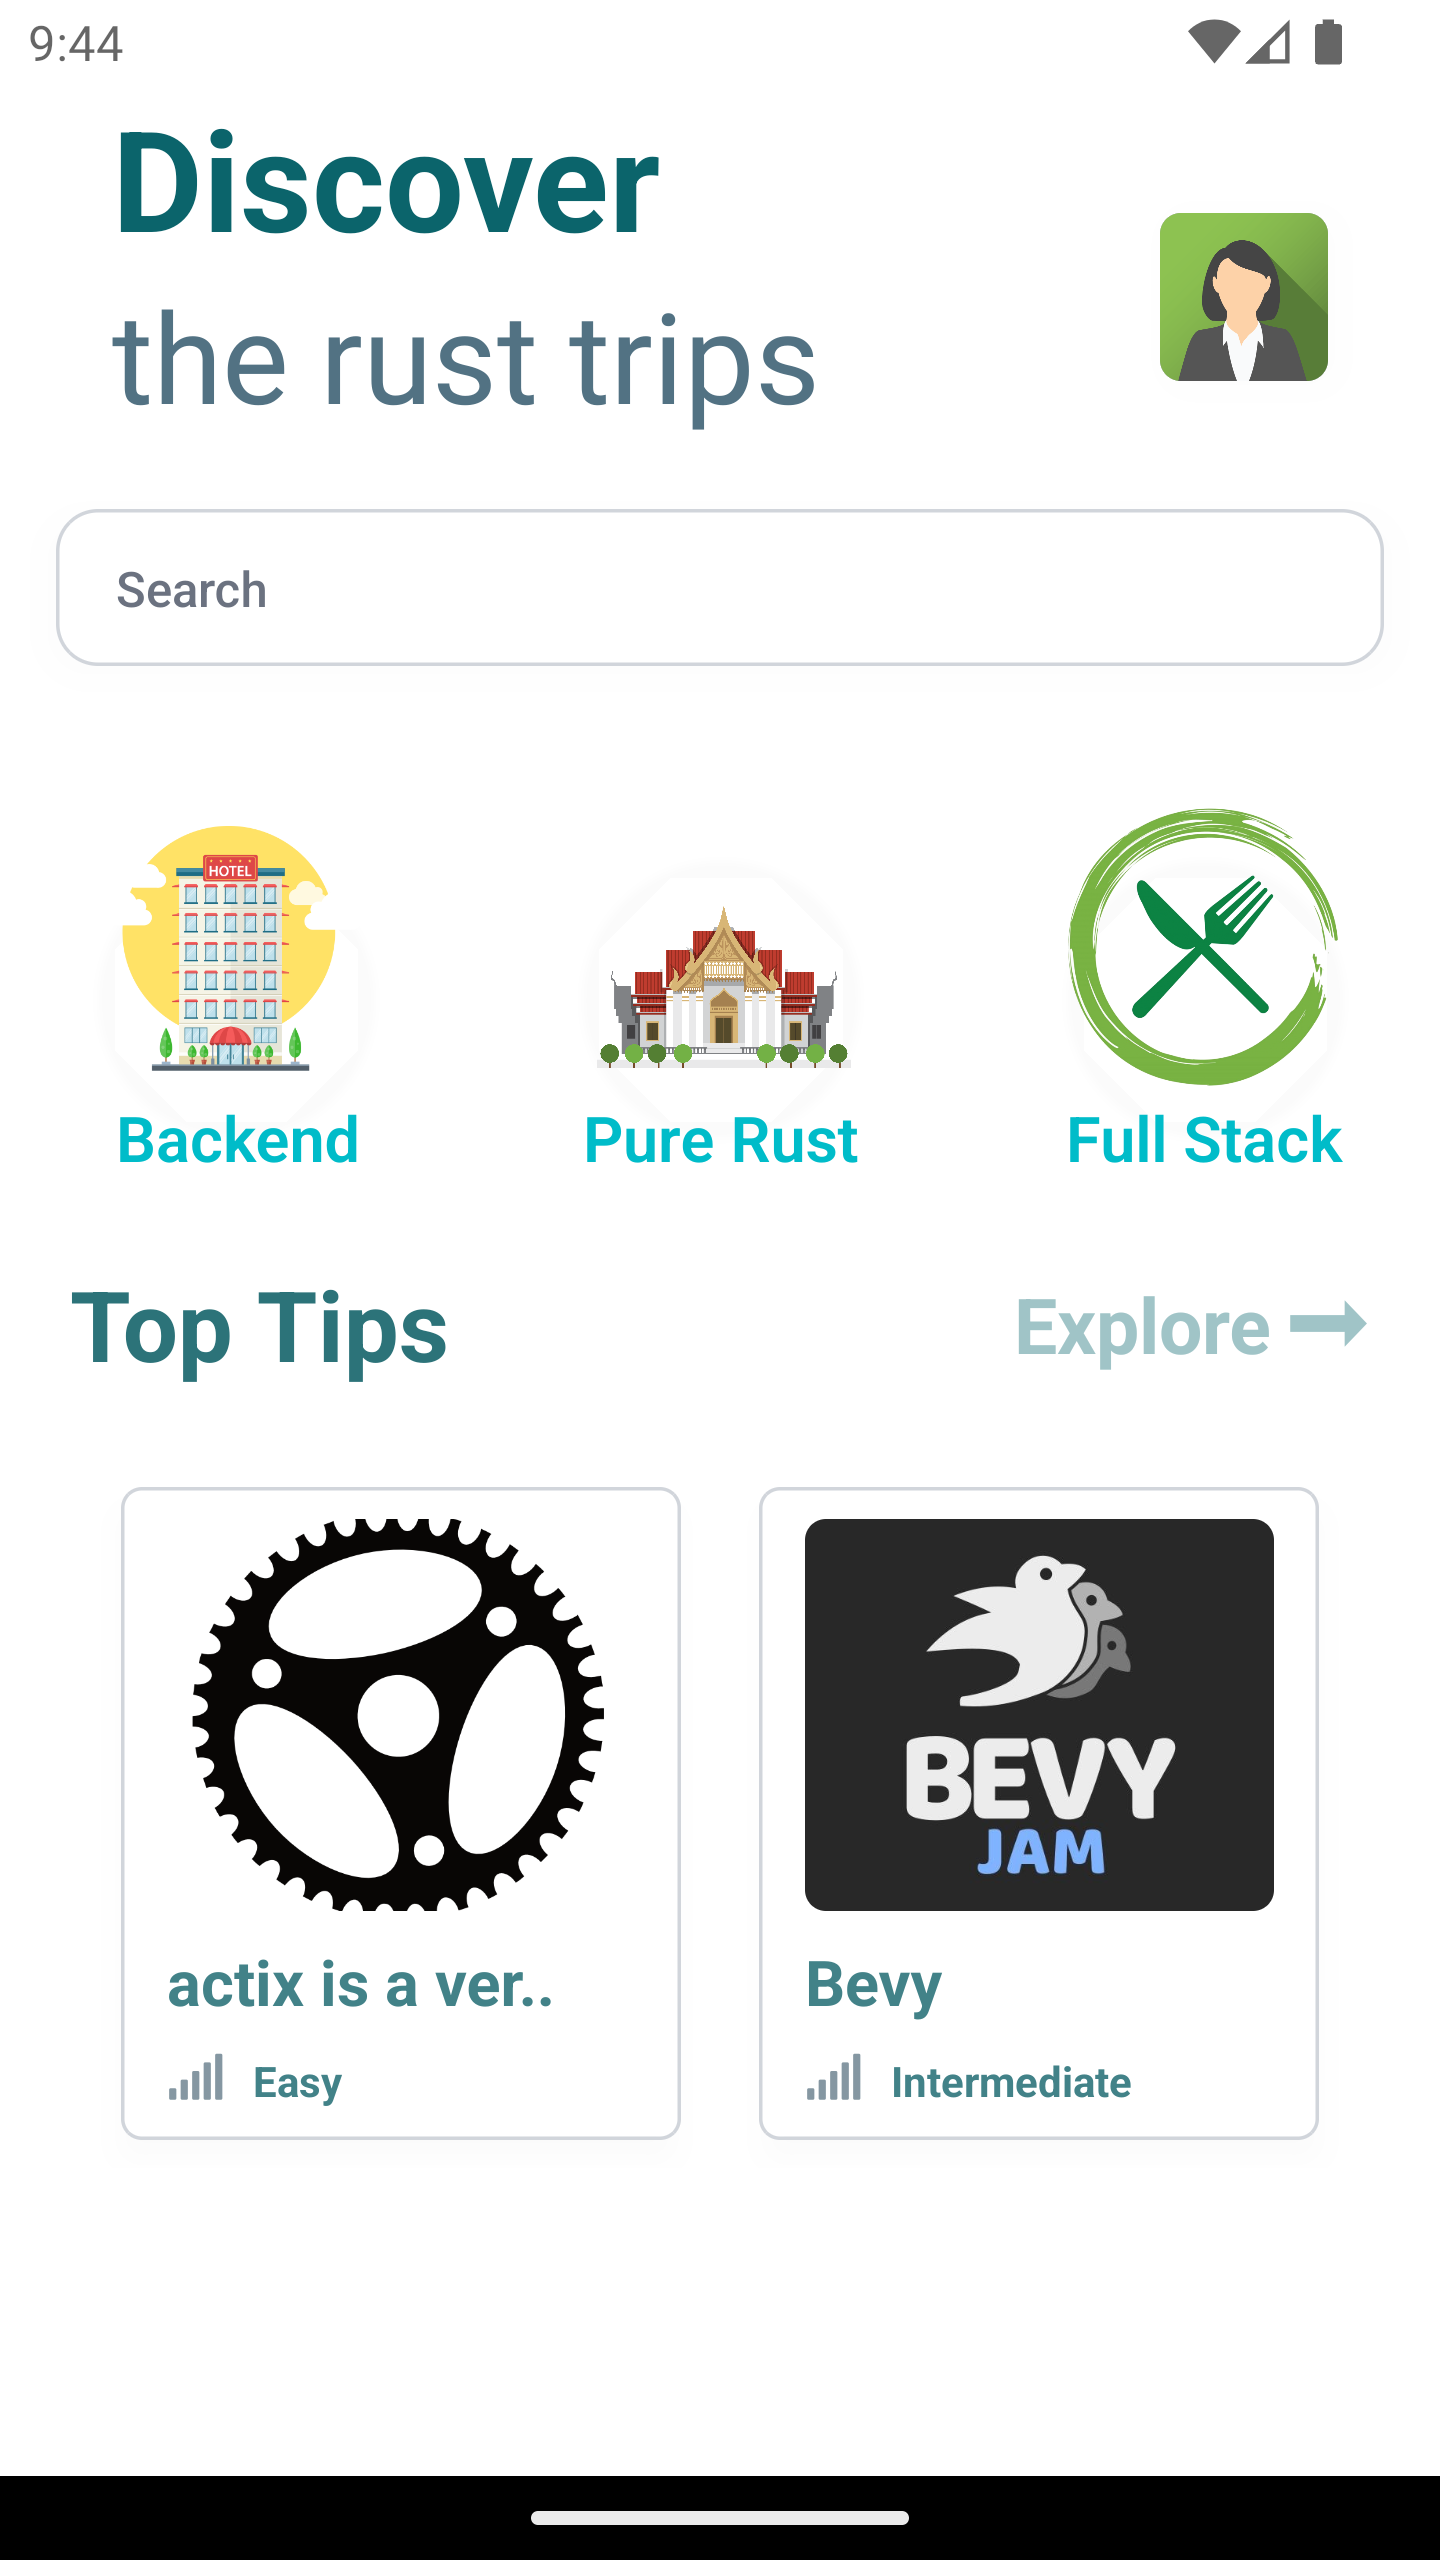 9:44
Discover
the rust trips
Search
HOTEL
Backend
Pure Rust
Full Stack
Top Tips
Explore
BEVY
JAM
actix is a ver..
Bevy
Easy
Intermediate